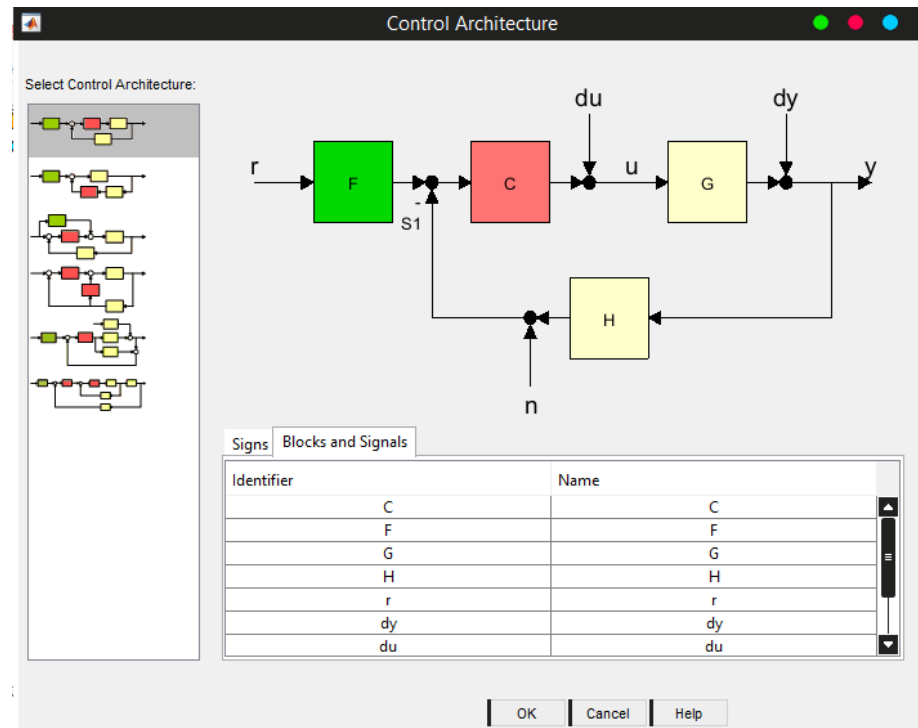 Control Architecture
Select Control Architecture:
du
dy
r
F
C
u
G
y
-
S1
H
n
Signs
Blocks and Signals
Identifier Name
C C
F F
G G
H H
r r
dy dy
du du
OK Cancel Help